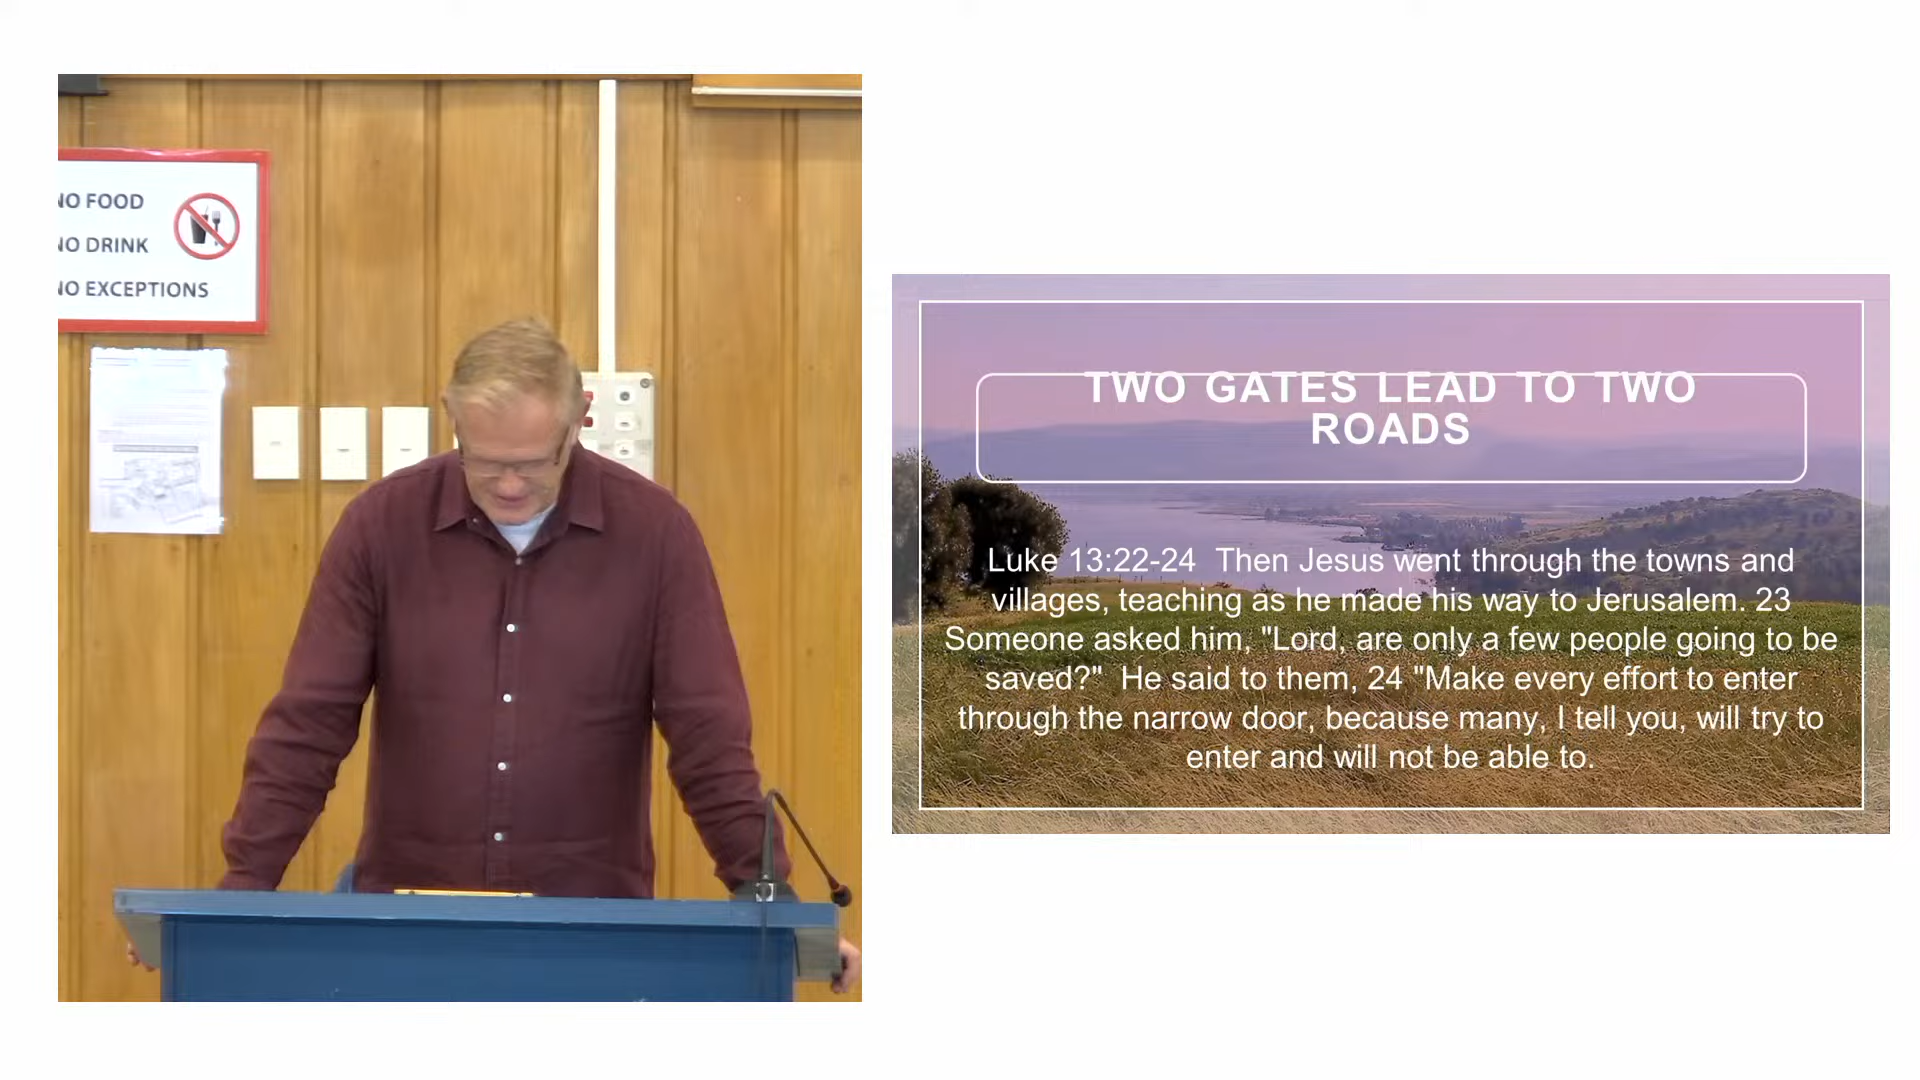 NO FOOD
NO DRINK
NO EXCEPTIONS
TWO GATES LEAD TO TWO
ROADS
Luke 13:22-24  Then Jesus went through the towns and
villages, teaching as he made his way to Jerusalem. 23
Someone asked him, "Lord, are only a few people going to be
saved?"  He said to them, 24 "Make every effort to enter
through the narrow door, because many, I tell you, will try to
enter and will not be able to.